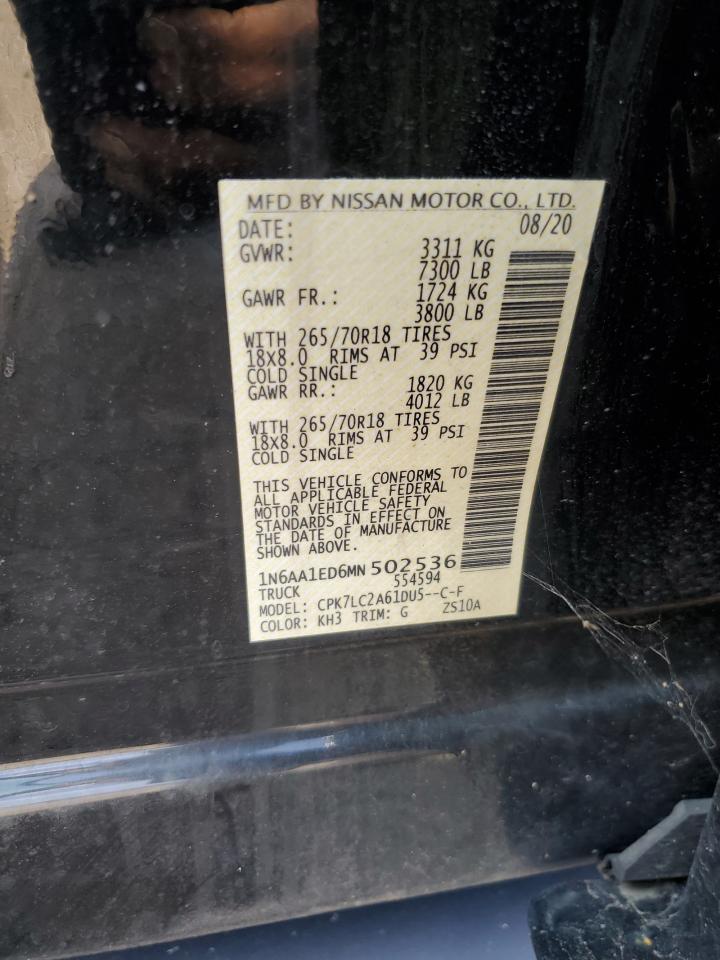 MFD BY NISSAN MOTOR CO., LTD.
DATE: 08/20
GVWR: 3311 KG
7300 LB
GAWR FR.: 1724 KG
3800 LB
WITH 265/70R18 TIRES
18x8.0 RIMS AT 39 PSI
COLD SINGLE
GAWR RR.: 1820 KG
4012 LB
WITH 265/70R18 TIRES
18x8.0 RIMS AT 39 PSI
COLD SINGLE
THIS VEHICLE CONFORMS TO
ALL APPLICABLE FEDERAL
MOTOR VEHICLE SAFETY
STANDARDS IN EFFECT ON
THE DATE OF MANUFACTURE
SHOWN ABOVE.
1N6AA1ED6MN502536
TRUCK 554594
MODEL: CPK7LC2A61DU5--C-F
COLOR: KH3 TRIM: G ZS10A